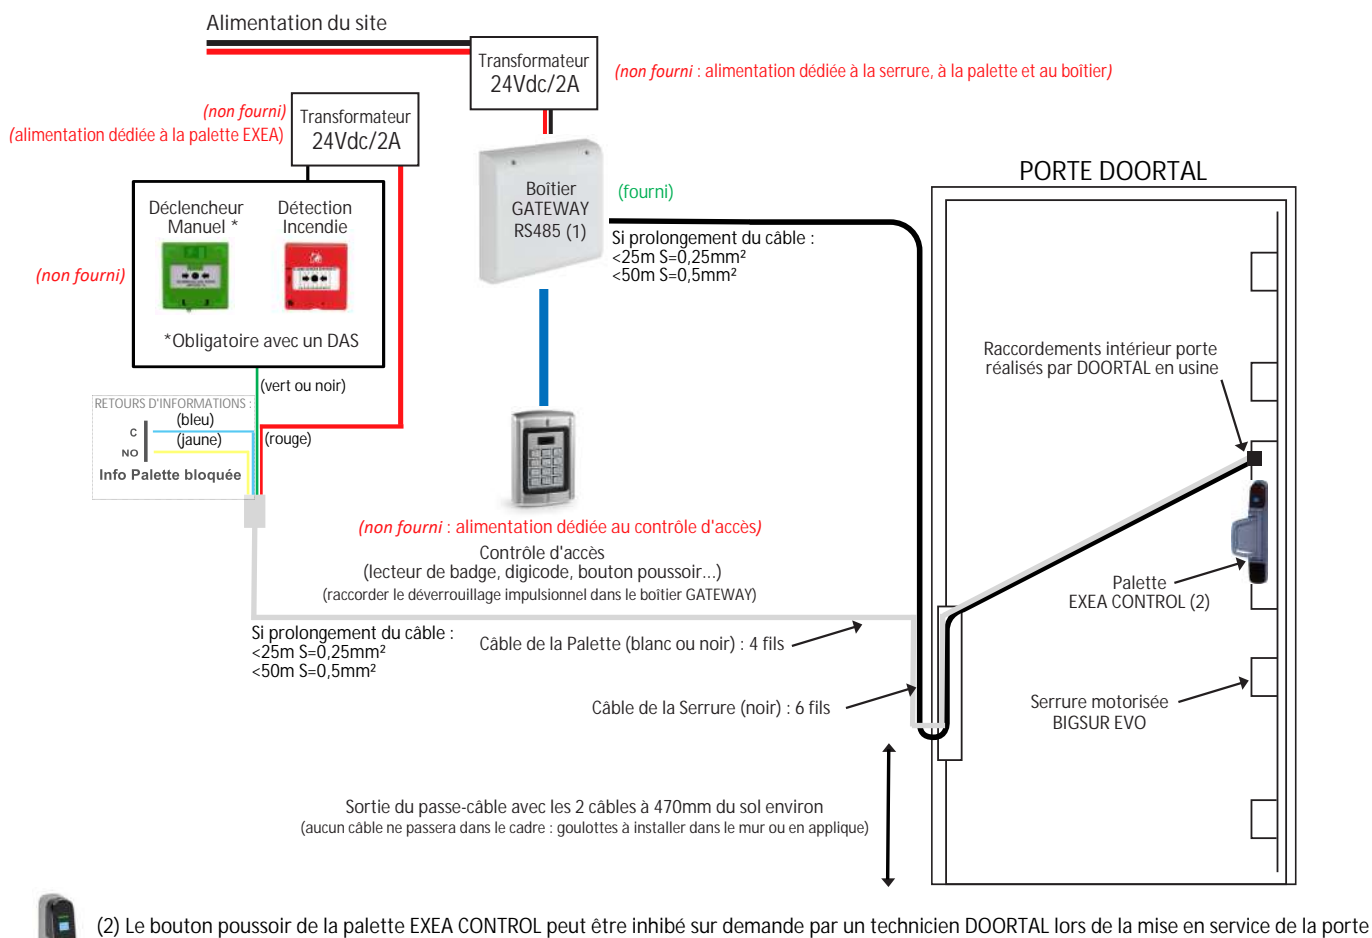 Alimentation du site
Transformateur
24Vdc/2A
(non fourni : alimentation dédiée à la serrure, à la palette et au boîtier)
(non fourni)
(alimentation dédiée à la palette EXEA)
Transformateur
24Vdc/2A
Boîtier
GATEWAY
RS485 (1)
(fourni)
Si prolongement du câble :
<25m S=0,25mm²
<50m S=0,5mm²
PORTE DOORTAL
Déclencheur
Manuel *
Détection
Incendie
(non fourni)
*Obligatoire avec un DAS
(vert ou noir)
RETOURS D'INFORMATIONS :
(bleu)
C
(jaune)
NO
(rouge)
Info Palette bloquée
Raccordements intérieur porte
réalisés par DOORTAL en usine
(non fourni : alimentation dédiée au contrôle d'accès)
Contrôle d'accès
(lecteur de badge, digicode, bouton poussoir...)
(raccorder le déverrouillage impulsionnel dans le boîtier GATEWAY)
Palette
EXEA CONTROL (2)
Si prolongement du câble :
<25m S=0,25mm²
<50m S=0,5mm²
Câble de la Palette (blanc ou noir) : 4 fils
Câble de la Serrure (noir) : 6 fils
Serrure motorisée
BIGSUR EVO
Sortie du passe-câble avec les 2 câbles à 470mm du sol environ
(aucun câble ne passera dans le cadre : goulottes à installer dans le mur ou en applique)
(2) Le bouton poussoir de la palette EXEA CONTROL peut être inhibé sur demande par un technicien DOORTAL lors de la mise en service de la porte